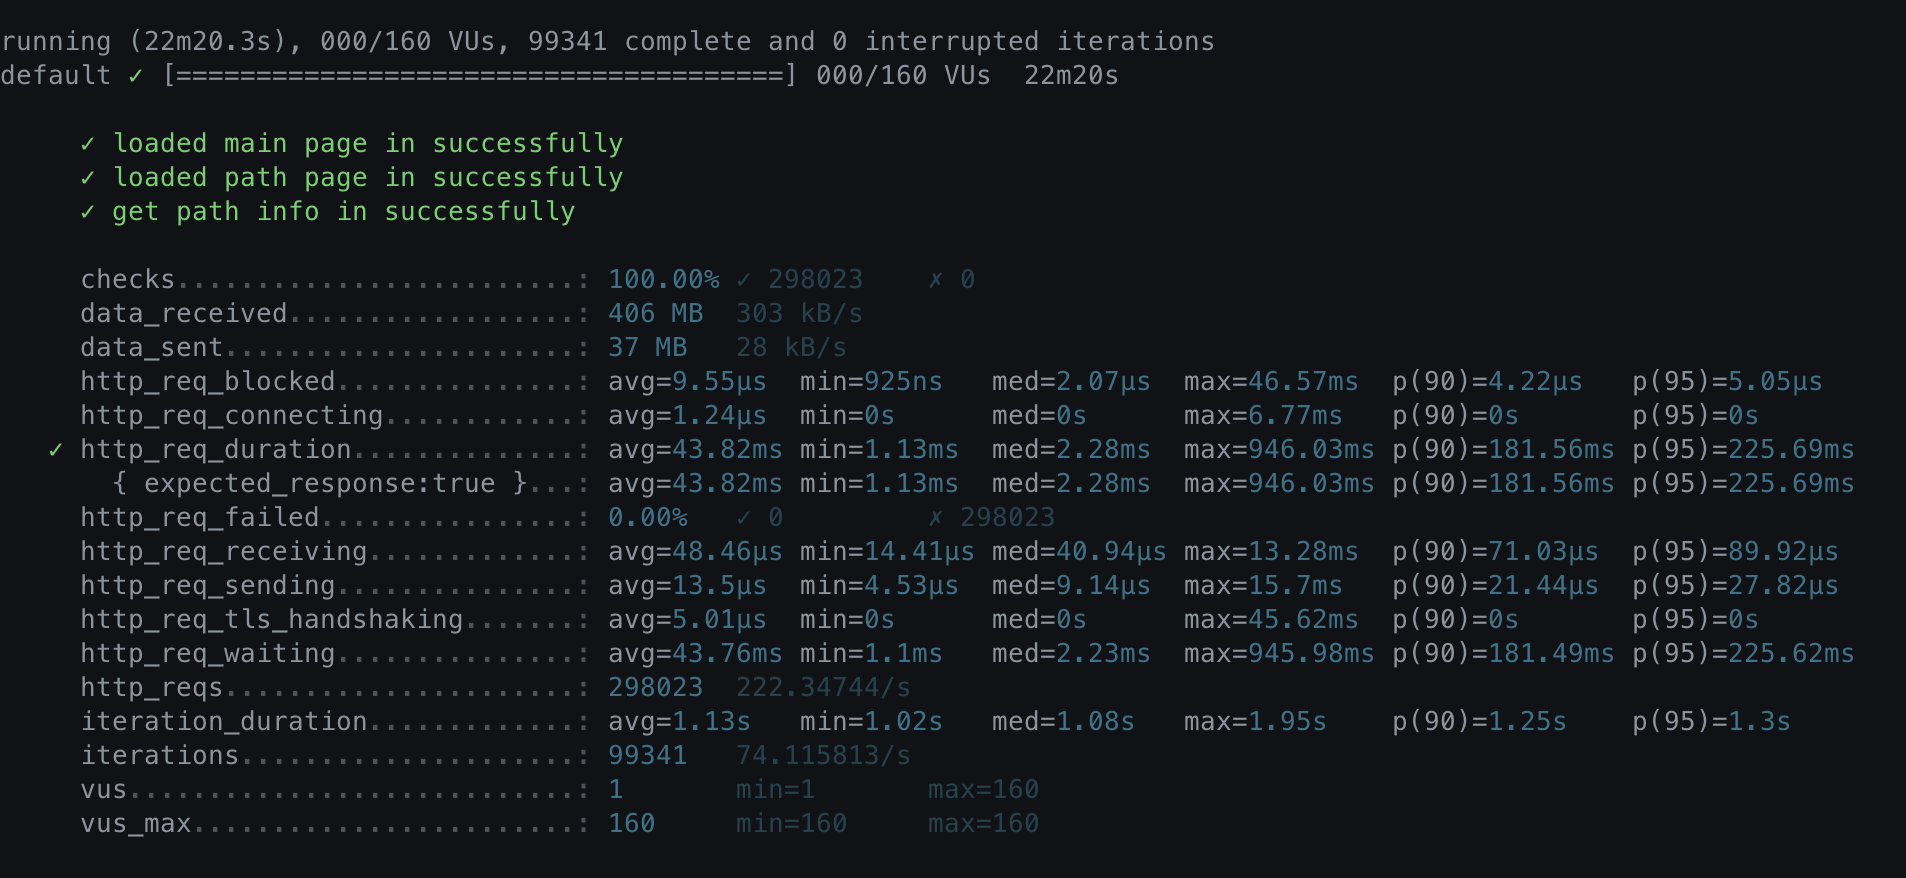 running (22m20.3s), 000/160 VUs, 99341 complete and 0 interrupted iterations
default ✓ [======================================] 000/160 VUs  22m20s
✓ loaded main page in successfully
✓ loaded path page in successfully
✓ get path info in successfully
checks.........................: 100.00% ✓ 298023    ✗ 0
data_received..................: 406 MB  303 kB/s
data_sent......................: 37 MB   28 kB/s
http_req_blocked...............: avg=9.55µs  min=925ns   med=2.07µs  max=46.57ms  p(90)=4.22µs   p(95)=5.05µs
http_req_connecting............: avg=1.24µs  min=0s      med=0s      max=6.77ms   p(90)=0s       p(95)=0s
✓ http_req_duration..............: avg=43.82ms min=1.13ms  med=2.28ms  max=946.03ms p(90)=181.56ms p(95)=225.69ms
{ expected_response:true }...: avg=43.82ms min=1.13ms  med=2.28ms  max=946.03ms p(90)=181.56ms p(95)=225.69ms
http_req_failed................: 0.00%   ✓ 0         ✗ 298023
http_req_receiving.............: avg=48.46µs min=14.41µs med=40.94µs max=13.28ms  p(90)=71.03µs  p(95)=89.92µs
http_req_sending...............: avg=13.5µs  min=4.53µs  med=9.14µs  max=15.7ms   p(90)=21.44µs  p(95)=27.82µs
http_req_tls_handshaking.......: avg=5.01µs  min=0s      med=0s      max=45.62ms  p(90)=0s       p(95)=0s
http_req_waiting...............: avg=43.76ms min=1.1ms   med=2.23ms  max=945.98ms p(90)=181.49ms p(95)=225.62ms
http_reqs......................: 298023  222.34744/s
iteration_duration.............: avg=1.13s   min=1.02s   med=1.08s   max=1.95s    p(90)=1.25s    p(95)=1.3s
iterations.....................: 99341   74.115813/s
vus............................: 1       min=1       max=160
vus_max........................: 160     min=160     max=160